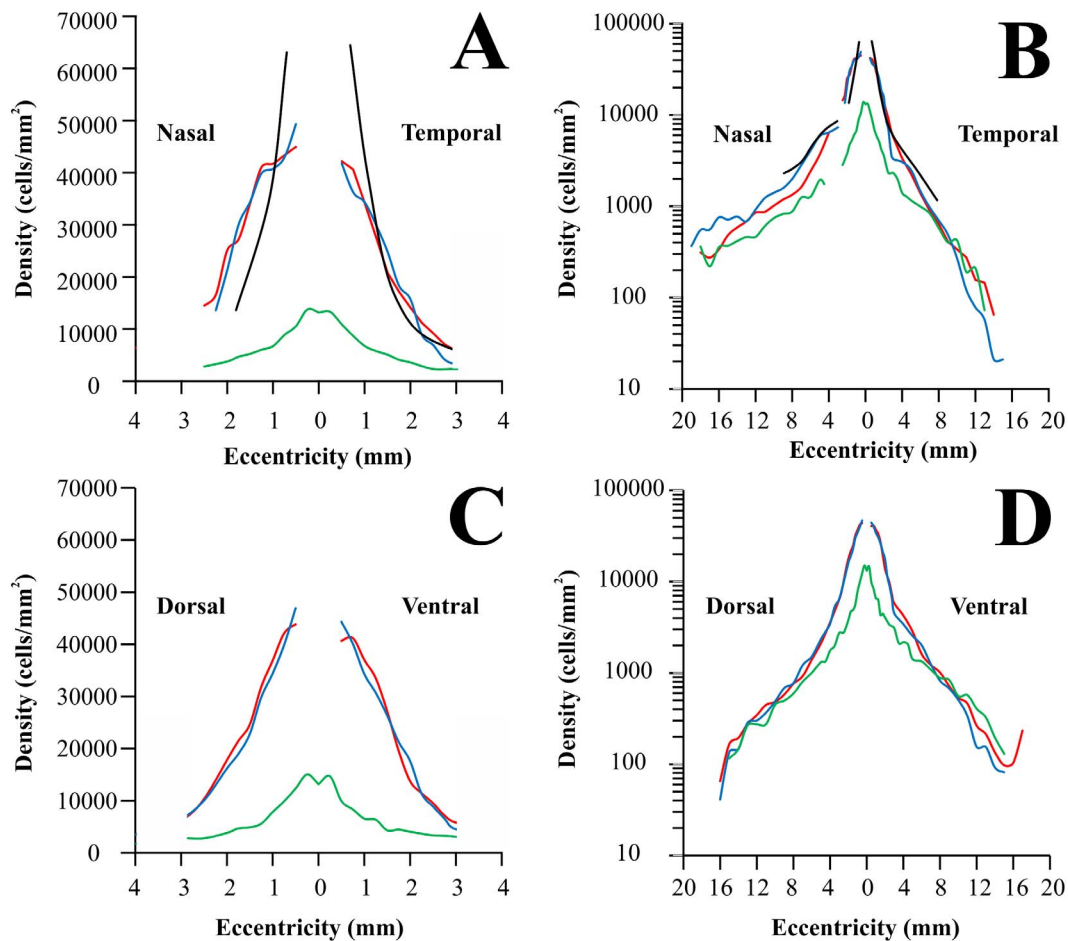 A
70000
60000
50000
40000
30000
20000
10000
0
Density (cells/mm²)
Nasal
Temporal
4 3 2 1 0 1 2 3 4
Eccentricity (mm)
B
100000
10000
1000
100
10
Density (cells/mm²)
Nasal
Temporal
20 16 12 8 4 0 4 8 12 16 20
Eccentricity (mm)
C
70000
60000
50000
40000
30000
20000
10000
0
Density (cells/mm²)
Dorsal
Ventral
4 3 2 1 0 1 2 3 4
Eccentricity (mm)
D
100000
10000
1000
100
10
Density (cells/mm²)
Dorsal
Ventral
20 16 12 8 4 0 4 8 12 16 20
Eccentricity (mm)